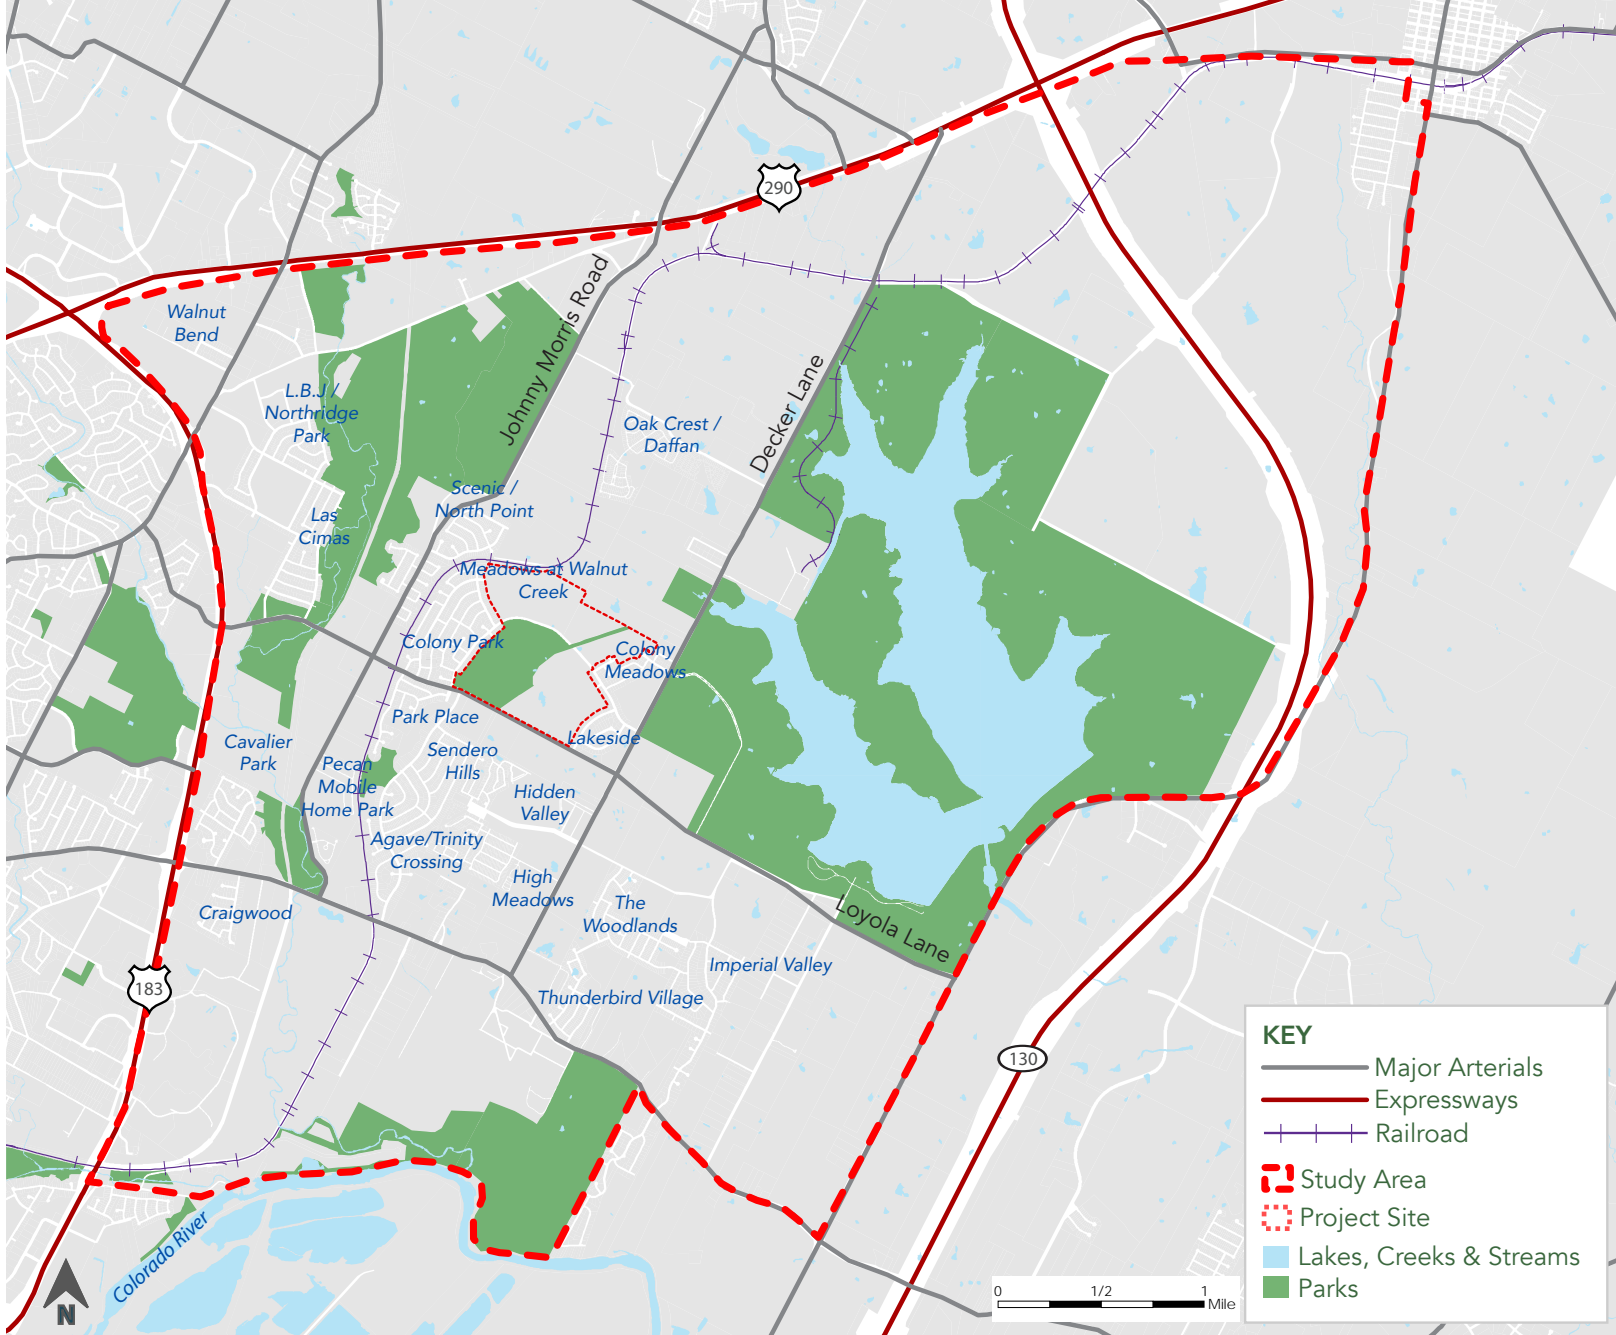 290
Johnny Morris Road
Walnut
Bend
Decker Lane
L.B.J /
Northridge
Park
Oak Crest /
Daffan
Scenic /
North Point
Las
Cimas
Meadows at Walnut
Creek
Colony Park
Colony
Meadows
Park Place
Lakeside
Cavalier
Park
Sendero
Hills
Pecan
Mobile
Home Park
Hidden
Valley
Agave/Trinity
Crossing
High
Meadows
The
Woodlands
Craigwood
Loyola Lane
Imperial Valley
183
Thunderbird Village
130
Colorado River
N
KEY
Major Arterials
Expressways
Railroad
Study Area
Project Site
Lakes, Creeks & Streams
Parks
0 1/2 1
Mile